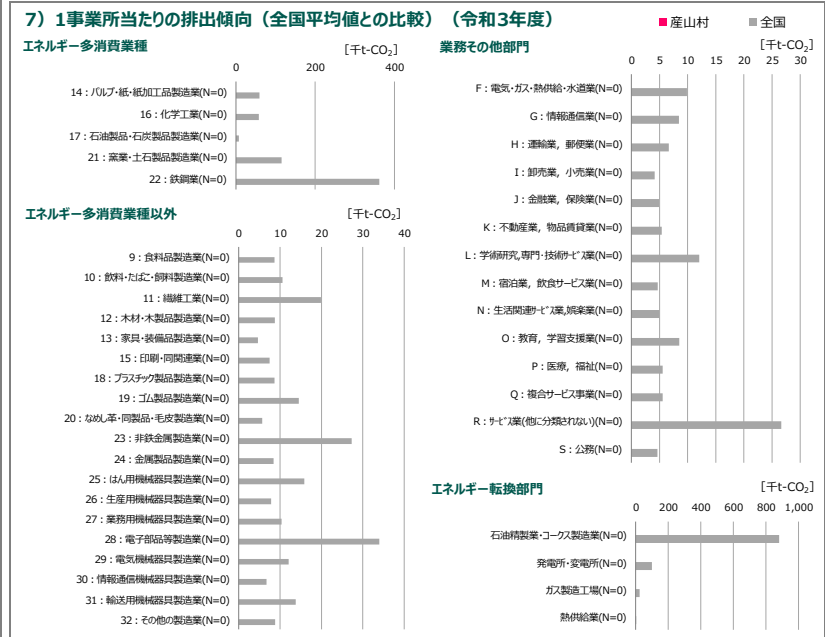 7）1事業所当たりの排出傾向（全国平均値との比較）（令和3年度）
■産山村 ■全国
エネルギー多消費業種
[千t-CO₂]
0 200 400
14：パルプ・紙・紙加工品製造業(N=0)
16：化学工業(N=0)
17：石油製品・石炭製品製造業(N=0)
21：窯業・土石製品製造業(N=0)
22：鉄鋼業(N=0)
エネルギー多消費業種以外
[千t-CO₂]
0 10 20 30 40
9：食料品製造業(N=0)
10：飲料・たばこ・飼料製造業(N=0)
11：繊維工業(N=0)
12：木材・木製品製造業(N=0)
13：家具・装備品製造業(N=0)
15：印刷・同関連業(N=0)
18：プラスチック製品製造業(N=0)
19：ゴム製品製造業(N=0)
20：なめし革・同製品・毛皮製造業(N=0)
23：非鉄金属製造業(N=0)
24：金属製品製造業(N=0)
25：はん用機械器具製造業(N=0)
26：生産用機械器具製造業(N=0)
27：業務用機械器具製造業(N=0)
28：電子部品等製造業(N=0)
29：電気機械器具製造業(N=0)
30：情報通信機械器具製造業(N=0)
31：輸送用機械器具製造業(N=0)
32：その他の製造業(N=0)
業務その他部門
[千t-CO₂]
0 5 10 15 20 25 30
F：電気・ガス・熱供給・水道業(N=0)
G：情報通信業(N=0)
H：運輸業，郵便業(N=0)
I：卸売業，小売業(N=0)
J：金融業，保険業(N=0)
K：不動産業，物品賃貸業(N=0)
L：学術研究,専門・技術サービス業(N=0)
M：宿泊業，飲食サービス業(N=0)
N：生活関連サービス業,娯楽業(N=0)
O：教育，学習支援業(N=0)
P：医療，福祉(N=0)
Q：複合サービス事業(N=0)
R：サービス業(他に分類されない)(N=0)
S：公務(N=0)
エネルギー転換部門
[千t-CO₂]
0 200 400 600 800 1,000
石油精製業・コークス製造業(N=0)
発電所・変電所(N=0)
ガス製造工場(N=0)
熱供給業(N=0)